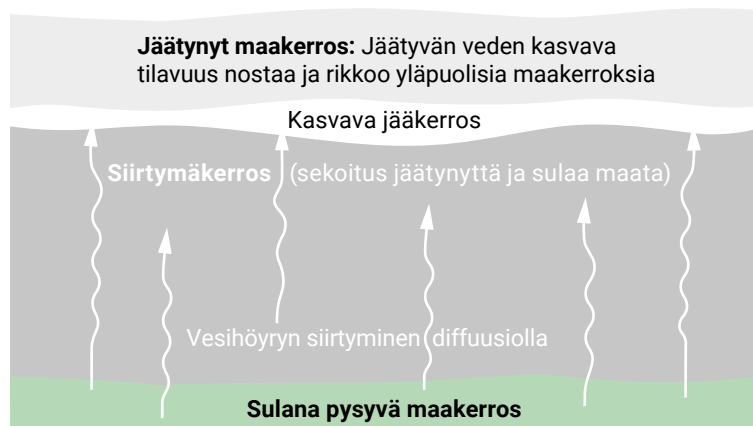 Jäätynyt maakerros: Jäätyvän veden kasvava
tilavuus nostaa ja rikkoo yläpuolisia maakerroksia
Kasvava jääkerros
Siirtymäkerros (sekoitus jäätynyttä ja sulaa maata)
Vesihöyryn siirtyminen diffuusiolla
Sulana pysyvä maakerros